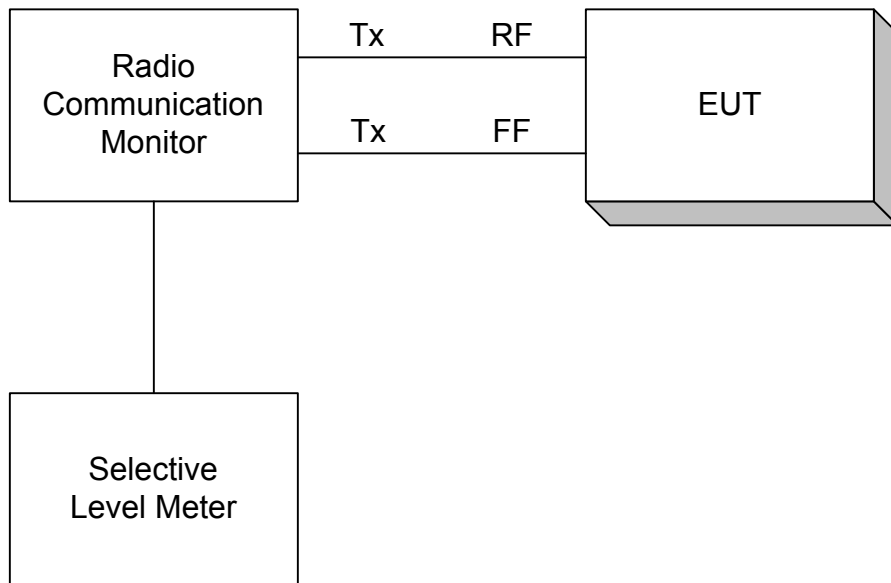 Radio
Communication
Monitor
Tx RF
Tx FF
EUT
Selective
Level Meter